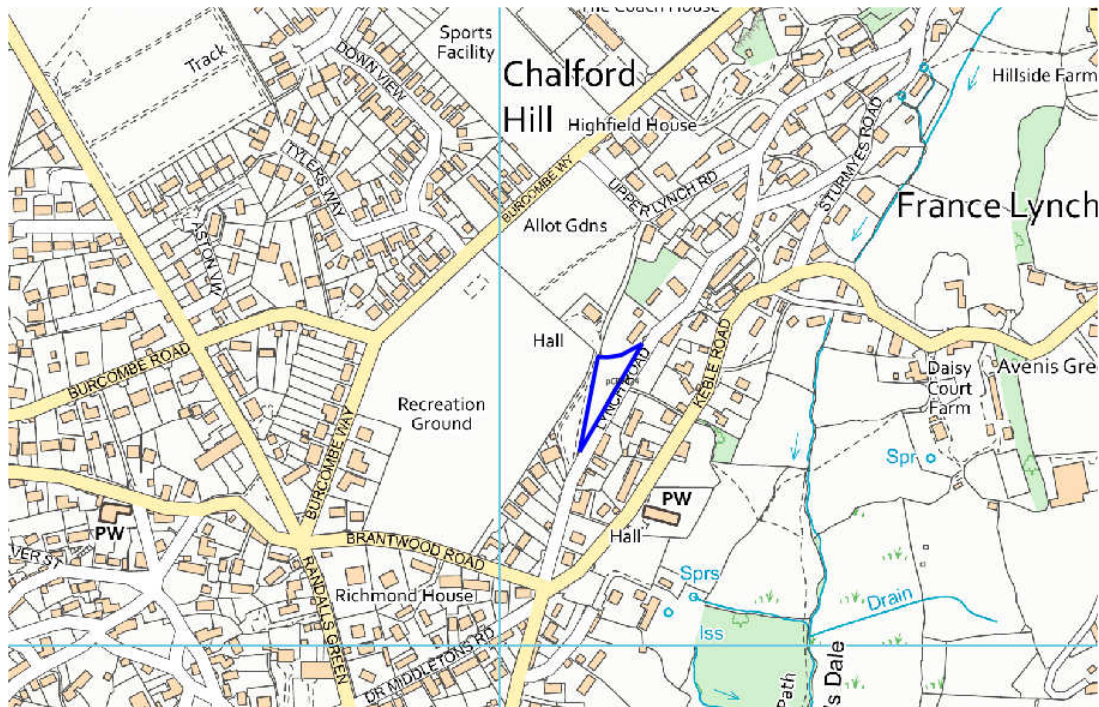 The Coach House
Sports
Facility
Track
DOWN VIEW
Chalford
Hill
Hillside Farm
Highfield House
TYLERS WAY
BURCOMBE WY
UPPER LYNCH RD
STURMYES ROAD
France Lynch
ASTON VW
Allot Gdns
Hall
BURCOMBE ROAD
LYNCH ROAD
KEBLE ROAD
Daisy
Court
Farm
Avenis Gree
Recreation
Ground
BURCOMBE WAY
Spr
PW
PW
Hall
BRANTWOOD ROAD
VER ST
RANDALLS GREEN
Richmond House
Sprs
Iss
Drain
DR MIDDLETONS RD
Path
s Dale